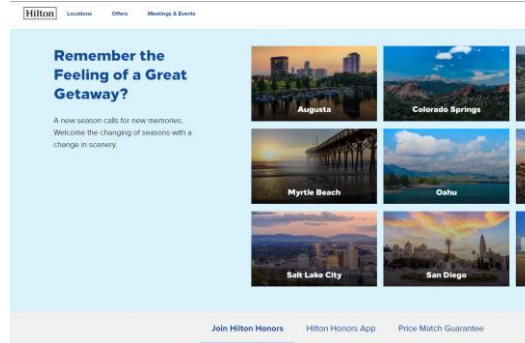 Hilton
Locations Offers Meetings & Events
Remember the
Feeling of a Great
Getaway?
A new season calls for new memories.
Welcome the changing of seasons with a
change in scenery.
Augusta
Colorado Springs
Myrtle Beach
Oahu
Salt Lake City
San Diego
Join Hilton Honors Hilton Honors App Price Match Guarantee